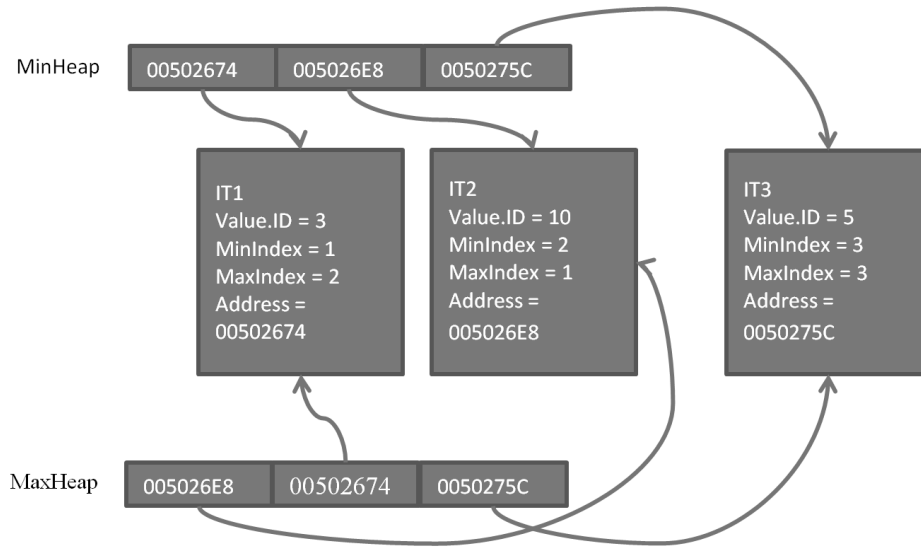 MinHeap
00502674 005026E8 0050275C
IT1
Value.ID = 3
MinIndex = 1
MaxIndex = 2
Address =
00502674
IT2
Value.ID = 10
MinIndex = 2
MaxIndex = 1
Address =
005026E8
IT3
Value.ID = 5
MinIndex = 3
MaxIndex = 3
Address =
0050275C
MaxHeap
005026E8 00502674 0050275C